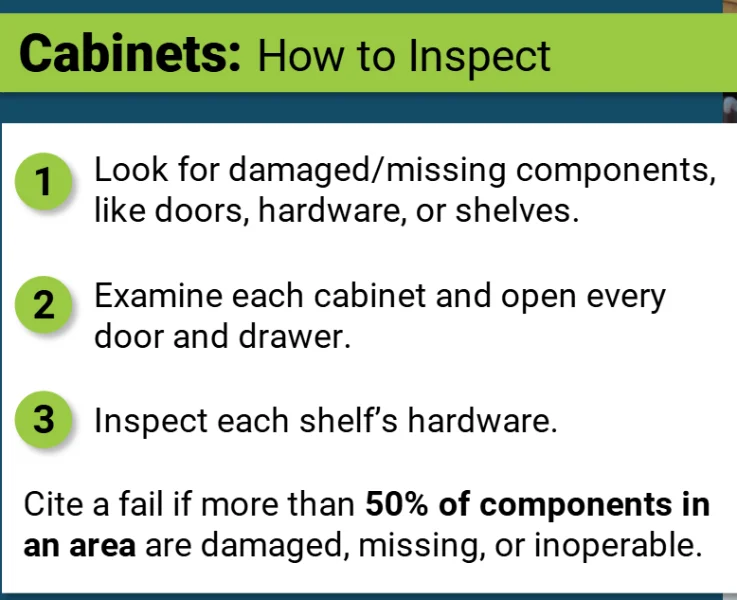 Cabinets: How to Inspect
1 Look for damaged/missing components,
like doors, hardware, or shelves.
2 Examine each cabinet and open every
door and drawer.
3 Inspect each shelf’s hardware.
Cite a fail if more than 50% of components in
an area are damaged, missing, or inoperable.